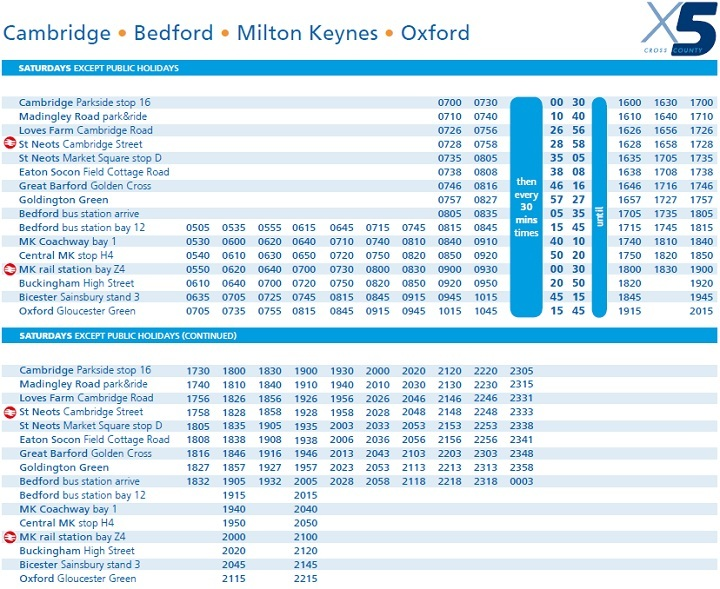 Cambridge • Bedford • Milton Keynes • Oxford
X5
CROSS COUNTY
SATURDAYS EXCEPT PUBLIC HOLIDAYS
Cambridge Parkside stop 16 0700 0730 00 30 1600 1630 1700
Madingley Road park&ride 0710 0740 10 40 1610 1640 1710
Loves Farm Cambridge Road 0726 0756 26 56 1626 1656 1726
St Neots Cambridge Street 0728 0758 28 58 1628 1658 1728
St Neots Market Square stop D 0735 0805 35 05 1635 1705 1735
Eaton Socon Field Cottage Road 0738 0808 38 08 1638 1708 1738
Great Barford Golden Cross 0746 0816 then 46 16 1646 1716 1746
Goldington Green 0757 0827 every 57 27 1657 1727 1757
Bedford bus station arrive 0805 0835 30 05 35 until 1705 1735 1805
Bedford bus station bay 12 0505 0535 0555 0615 0645 0715 0745 0815 0845 mins times 15 45 1715 1745 1815
MK Coachway bay 1 0530 0600 0620 0640 0710 0740 0810 0840 0910 40 10 1740 1810 1840
Central MK stop H4 0540 0610 0630 0650 0720 0750 0820 0850 0920 50 20 1750 1820 1850
MK rail station bay Z4 0550 0620 0640 0700 0730 0800 0830 0900 0930 00 30 1800 1830 1900
Buckingham High Street 0610 0640 0700 0720 0750 0820 0850 0920 0950 20 50 1820 1920
Bicester Sainsbury stand 3 0635 0705 0725 0745 0815 0845 0915 0945 1015 45 15 1845 1945
Oxford Gloucester Green 0705 0735 0755 0815 0845 0915 0945 1015 1045 15 45 1915 2015
SATURDAYS EXCEPT PUBLIC HOLIDAYS (CONTINUED)
Cambridge Parkside stop 16 1730 1800 1830 1900 1930 2000 2020 2120 2220 2305
Madingley Road park&ride 1740 1810 1840 1910 1940 2010 2030 2130 2230 2315
Loves Farm Cambridge Road 1756 1826 1856 1926 1956 2026 2046 2146 2246 2331
St Neots Cambridge Street 1758 1828 1858 1928 1958 2028 2048 2148 2248 2333
St Neots Market Square stop D 1805 1835 1905 1935 2003 2033 2053 2153 2253 2338
Eaton Socon Field Cottage Road 1808 1838 1908 1938 2006 2036 2056 2156 2256 2341
Great Barford Golden Cross 1816 1846 1916 1946 2013 2043 2103 2203 2303 2348
Goldington Green 1827 1857 1927 1957 2023 2053 2113 2213 2313 2358
Bedford bus station arrive 1832 1905 1932 2005 2028 2058 2118 2218 2318 0003
Bedford bus station bay 12 1915 2015
MK Coachway bay 1 1940 2040
Central MK stop H4 1950 2050
MK rail station bay Z4 2000 2100
Buckingham High Street 2020 2120
Bicester Sainsbury stand 3 2045 2145
Oxford Gloucester Green 2115 2215